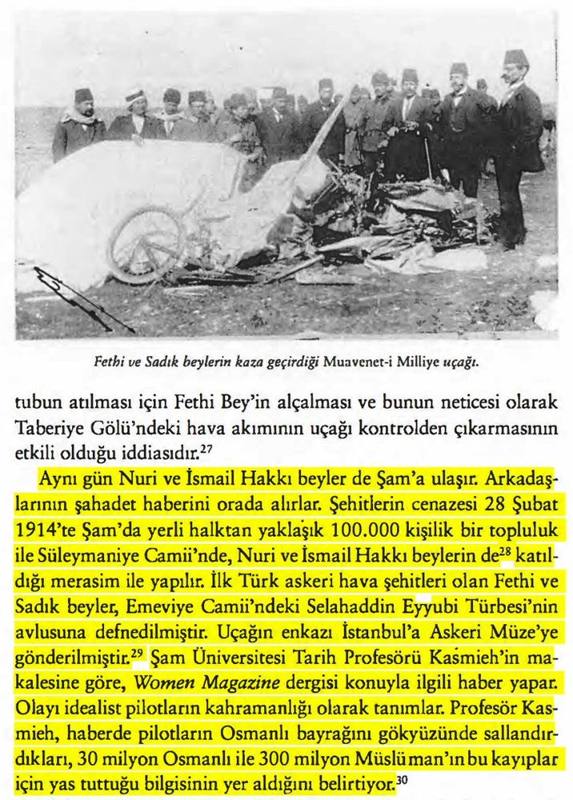 Fethi ve Sadık beylerin kaza geçirdiği Muavenet-i Milliye uçağı.
tubun atılması için Fethi Bey'in alçalması ve bunun neticesi olarak
Taberiye Gölü'ndeki hava akımının uçağı kontrolden çıkarmasının
etkili olduğu iddiasıdır.27
Aynı gün Nuri ve İsmail Hakkı beyler de Şam'a ulaşır. Arkadaş-
larının şahadet haberini orada alırlar. Şehitlerin cenazesi 28 Şubat
1914'te Şam'da yerli halktan yaklaşık 100.000 kişilik bir topluluk
ile Süleymaniye Camii'nde, Nuri ve İsmail Hakkı beylerin de28 katıl-
dığı merasim ile yapılır. İlk Türk askeri hava şehitleri olan Fethi ve
Sadık beyler, Emeviye Camii'ndeki Selahaddin Eyyubi Türbesi'nin
avlusuna defnedilmiştir. Uçağın enkazı İstanbul'a Askeri Müze'ye
gönderilmiştir.29 Şam Üniversitesi Tarih Profesörü Kasmieh'in ma-
kalesine göre, Women Magazine dergisi konuyla ilgili haber yapar.
Olayı idealist pilotların kahramanlığı olarak tanımlar. Profesör Kas-
mieh, haberde pilotların Osmanlı bayrağını gökyüzünde sallandır-
dıkları, 30 milyon Osmanlı ile 300 milyon Müslüman'ın bu kayıplar
için yas tuttuğu bilgisinin yer aldığını belirtiyor.30